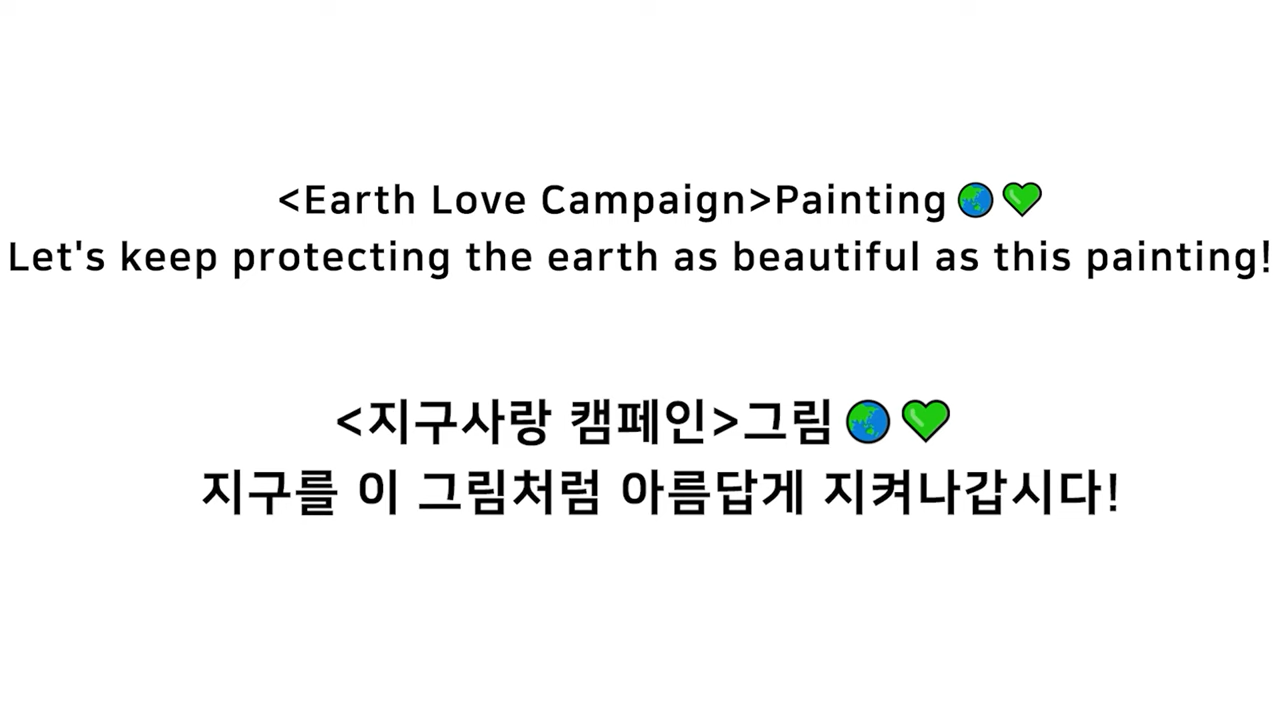 <Earth Love Campaign>Painting🌏💚
Let's keep protecting the earth as beautiful as this painting!
<지구사랑 캠페인>그림🌏💚
지구를 이 그림처럼 아름답게 지켜나갑시다!